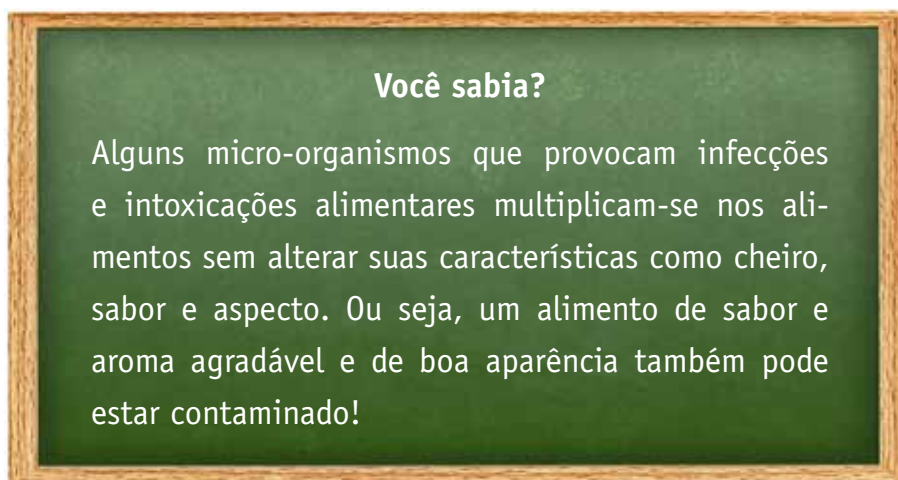 Você sabia?
Alguns micro-organismos que provocam infecções
e intoxicações alimentares multiplicam-se nos ali-
mentos sem alterar suas características como cheiro,
sabor e aspecto. Ou seja, um alimento de sabor e
aroma agradável e de boa aparência também pode
estar contaminado!